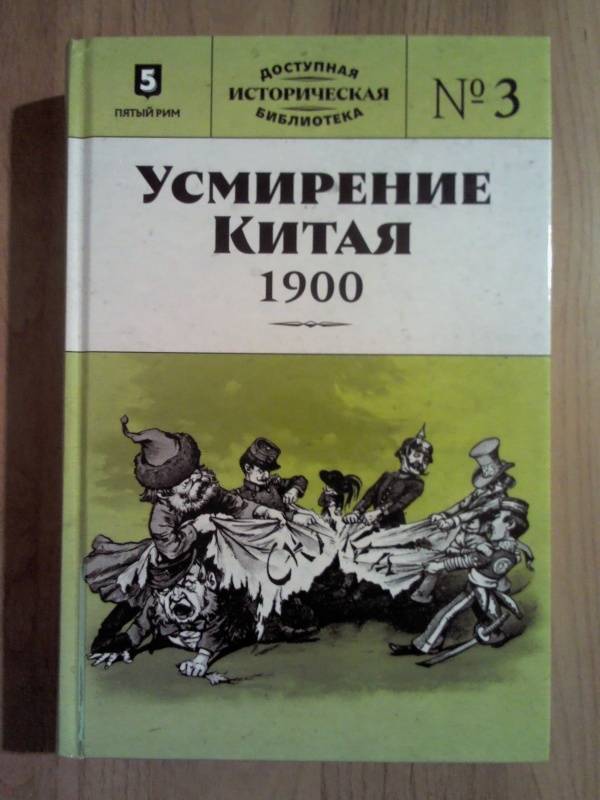 5
ПЯТЫЙ РИМ
ДОСТУПНАЯ
ИСТОРИЧЕСКАЯ
БИБЛИОТЕКА
№ 3
УСМИРЕНИЕ
КИТАЯ
1900